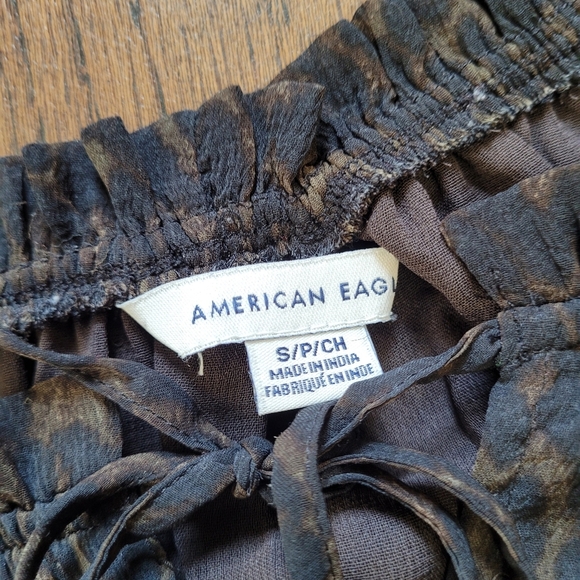 AMERICAN EAGL
S/P/CH
MADE IN INDIA
FABRIQUÉ EN INDE